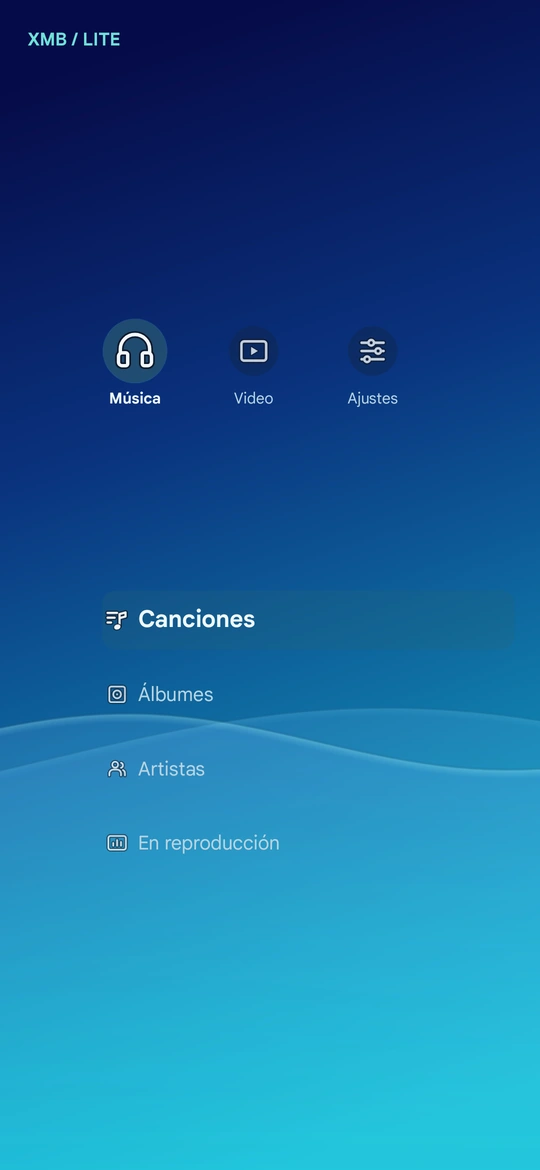 XMB / LITE
Música
Video
Ajustes
Canciones
Álbumes
Artistas
En reproducción